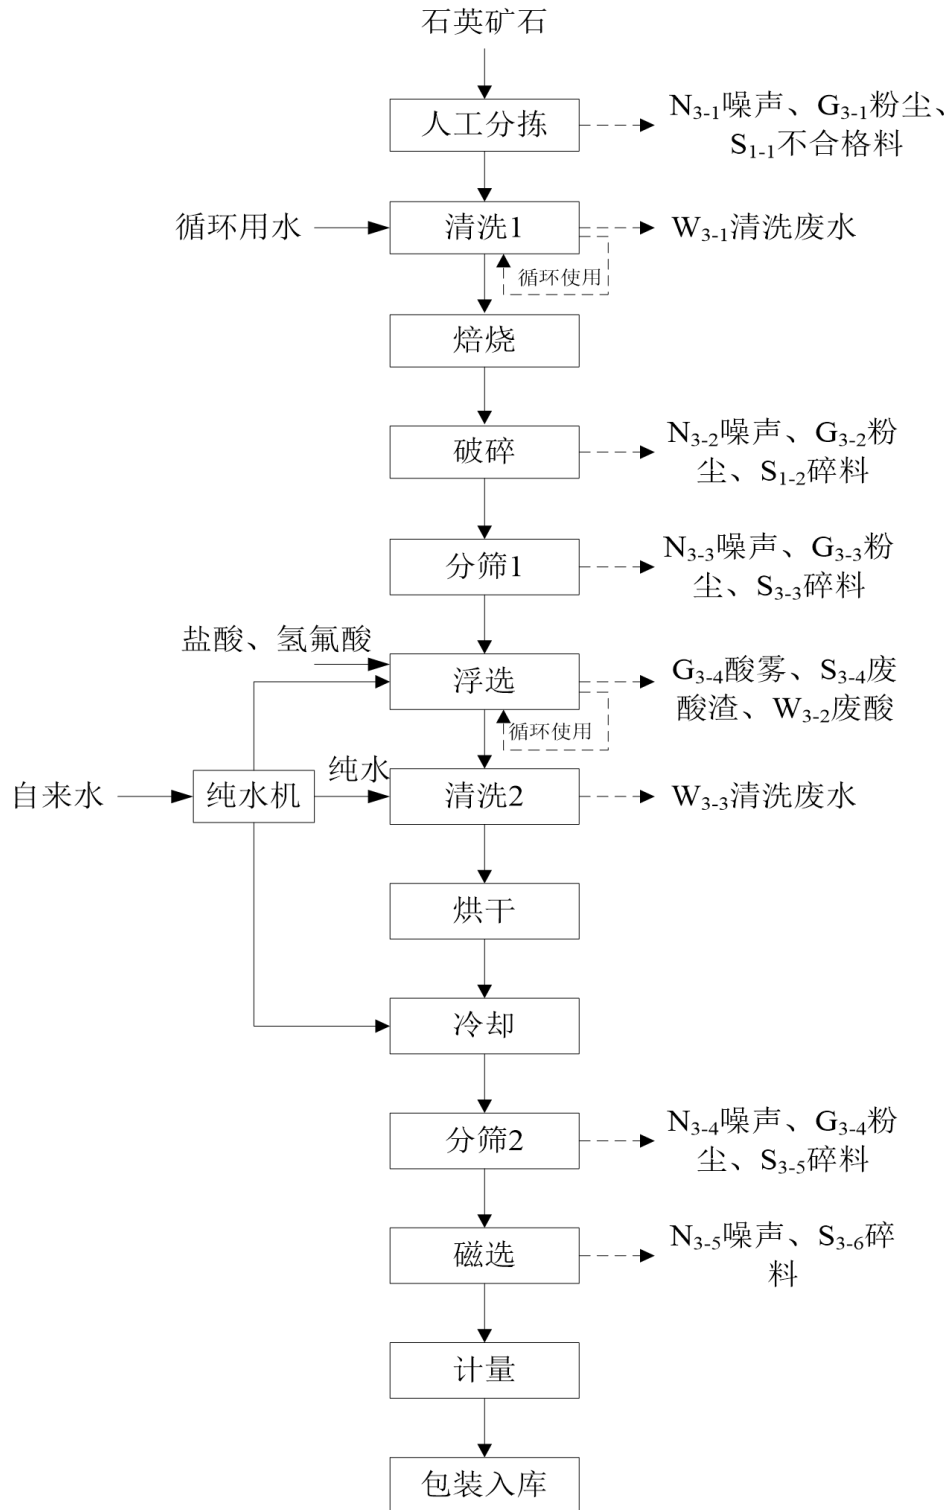 石英矿石
人工分拣
N3-1噪声、G3-1粉尘、
S1-1不合格料
循环用水
清洗1
W3-1清洗废水
循环使用
焙烧
破碎
N3-2噪声、G3-2粉
尘、S1-2碎料
分筛1
N3-3噪声、G3-3粉
尘、S3-3碎料
盐酸、氢氟酸
浮选
G3-4酸雾、S3-4废
酸渣、W3-2废酸
循环使用
自来水
纯水机
纯水
清洗2
W3-3清洗废水
烘干
冷却
分筛2
N3-4噪声、G3-4粉
尘、S3-5碎料
磁选
N3-5噪声、S3-6碎
料
计量
包装入库